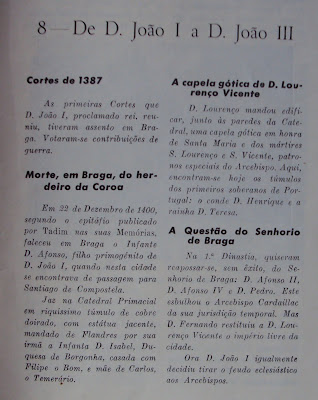 8 — De D. João I a D. João III
Cortes de 1387
As primeiras Cortes que
D. João I, proclamado rei, reu-
niu, tiveram assento em Bra-
ga. Votaram-se contribuições de
guerra.
Morte, em Braga, do her-
deiro da Coroa
Em 22 de Dezembro de 1400,
segundo o epitáfio publicado
por Tadim nas suas Memórias,
faleceu em Braga o Infante
D. Afonso, filho primogénito de
D. João I, quando nesta cidade
se encontrava de passagem para
Santiago de Compostela.
Jaz na Catedral Primacial
em riquíssimo túmulo de cobre
doirado, com estátua jacente,
mandado de Flandres por sua
irmã a Infanta D. Isabel, Du-
quesa de Borgonha, casada com
Filipe o Bom, e mãe de Carlos,
o Temerário.
A capela gótica de D. Lou-
renço Vicente
D. Lourenço mandou edifi-
car, junto às paredes da Cate-
dral, uma capela gótica em honra
de Santa Maria e dos mártires
S. Lourenço e S. Vicente, patro-
nos especiais do Arcebispo. Aqui,
encontram-se hoje os túmulos
dos primeiros soberanos de Por-
tugal: o conde D. Henrique e a
rainha D. Teresa.
A Questão do Senhorio
de Braga
Na 1.ª Dinastia, quiseram
reapossar-se, sem êxito, do Se-
nhorio de Braga: D. Afonso II,
D. Afonso IV e D. Pedro. Este
esbulhou o Arcebispo Cardaillac
da sua jurisdição temporal. Mas
D. Fernando restituiu a D. Lou-
renço Vicente o império livre da
cidade.
Ora D. João I igualmente
decidiu tirar o feudo eclesiástico
aos Arcebispos.